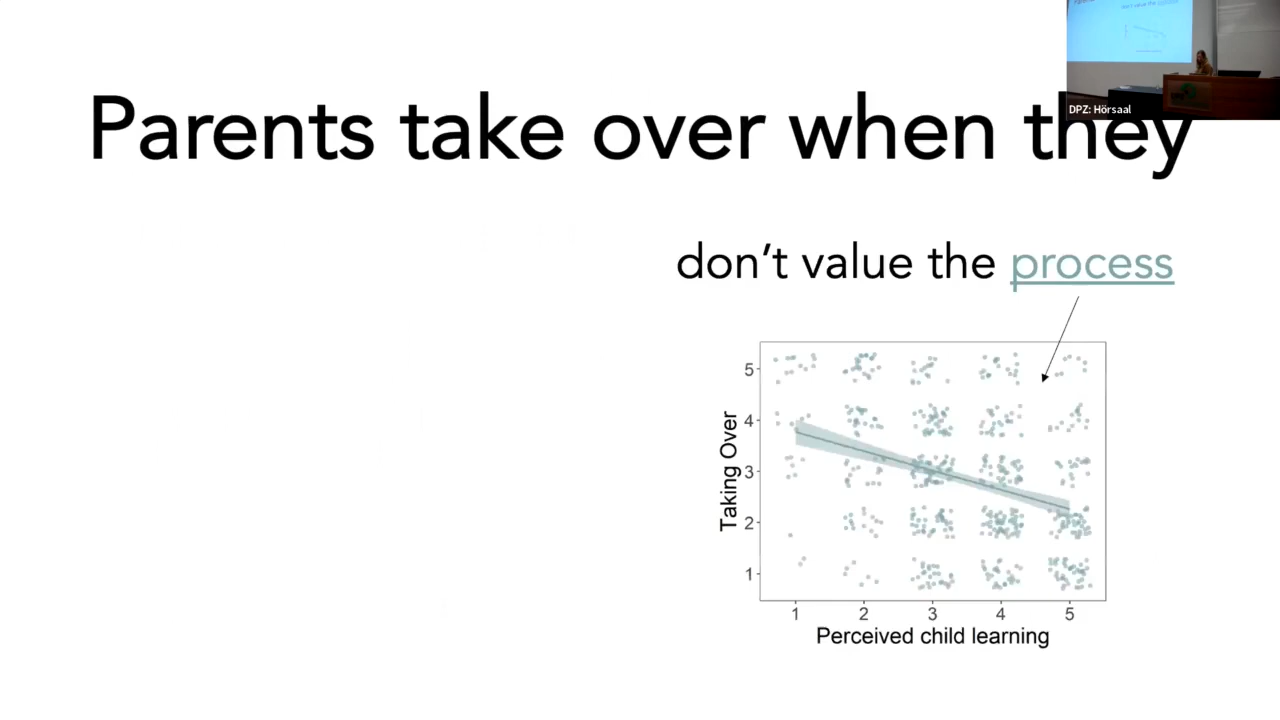 Parents take over when they
DPZ: Hörsaal
don't value the process
5
4
3
2
1
Taking Over
1 2 3 4 5
Perceived child learning